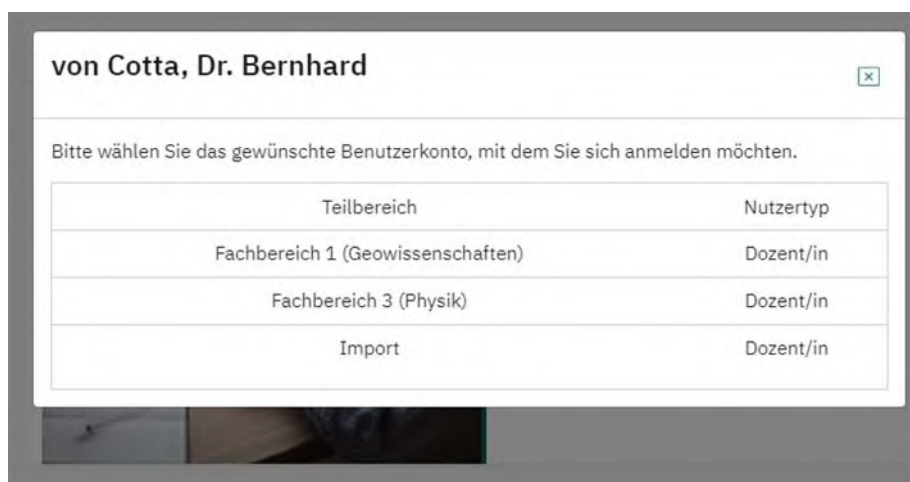 von Cotta, Dr. Bernhard
Bitte wählen Sie das gewünschte Benutzerkonto, mit dem Sie sich anmelden möchten.
Teilbereich Nutzertyp
Fachbereich 1 (Geowissenschaften) Dozent/in
Fachbereich 3 (Physik) Dozent/in
Import Dozent/in